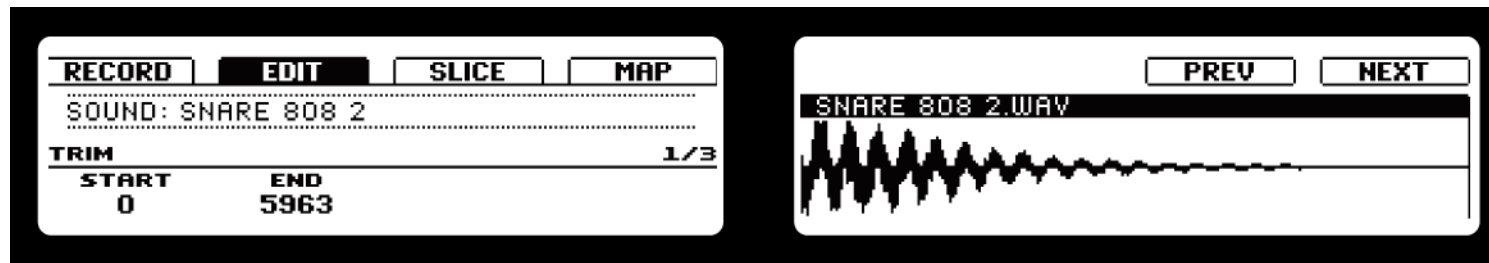 RECORD EDIT SLICE MAP
SOUND: SNARE 808 2
TRIM 1/3
START END
0 5963
PREV NEXT
SNARE 808 2.WAV